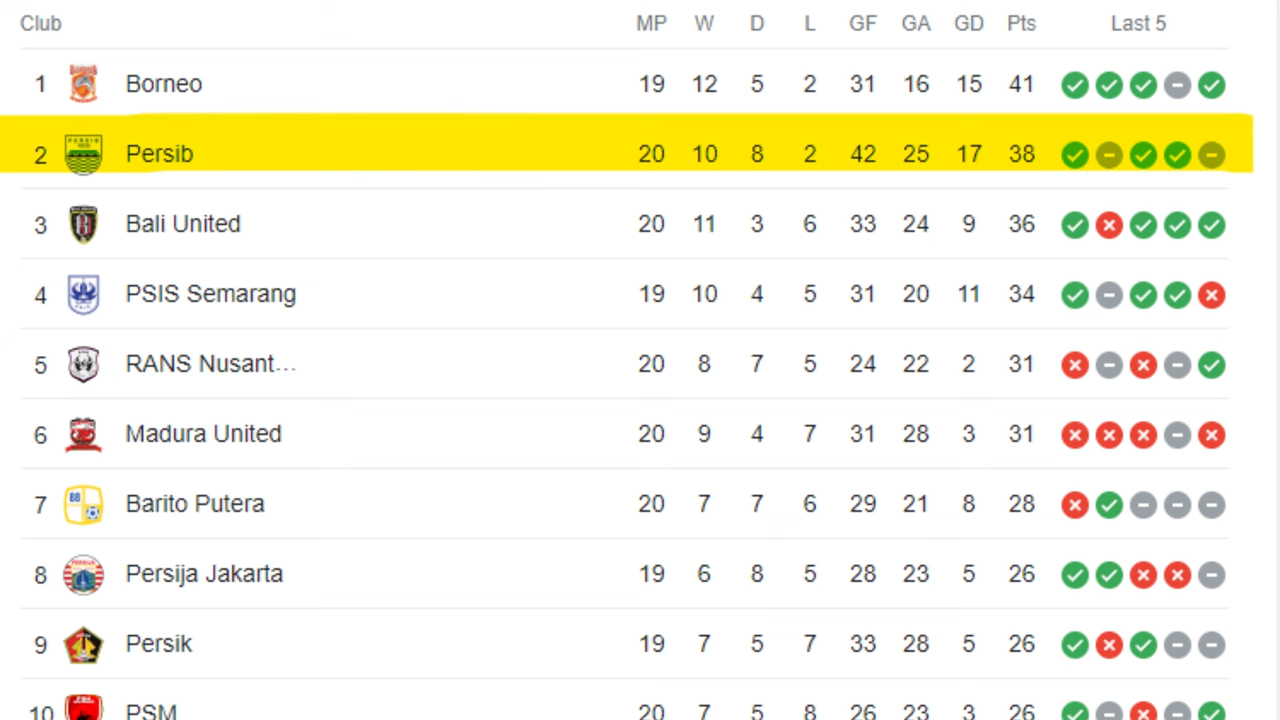 Club MP W D L GF GA GD Pts Last 5
1 Borneo 19 12 5 2 31 16 15 41
2 Persib 20 10 8 2 42 25 17 38
3 Bali United 20 11 3 6 33 24 9 36
4 PSIS Semarang 19 10 4 5 31 20 11 34
5 RANS Nusant... 20 8 7 5 24 22 2 31
6 Madura United 20 9 4 7 31 28 3 31
88
7 Barito Putera 20 7 7 6 29 21 8 28
8 Persija Jakarta 19 6 8 5 28 23 5 26
9 Persik 19 7 5 7 33 28 5 26
10 PSM 20 7 5 8 26 23 3 26